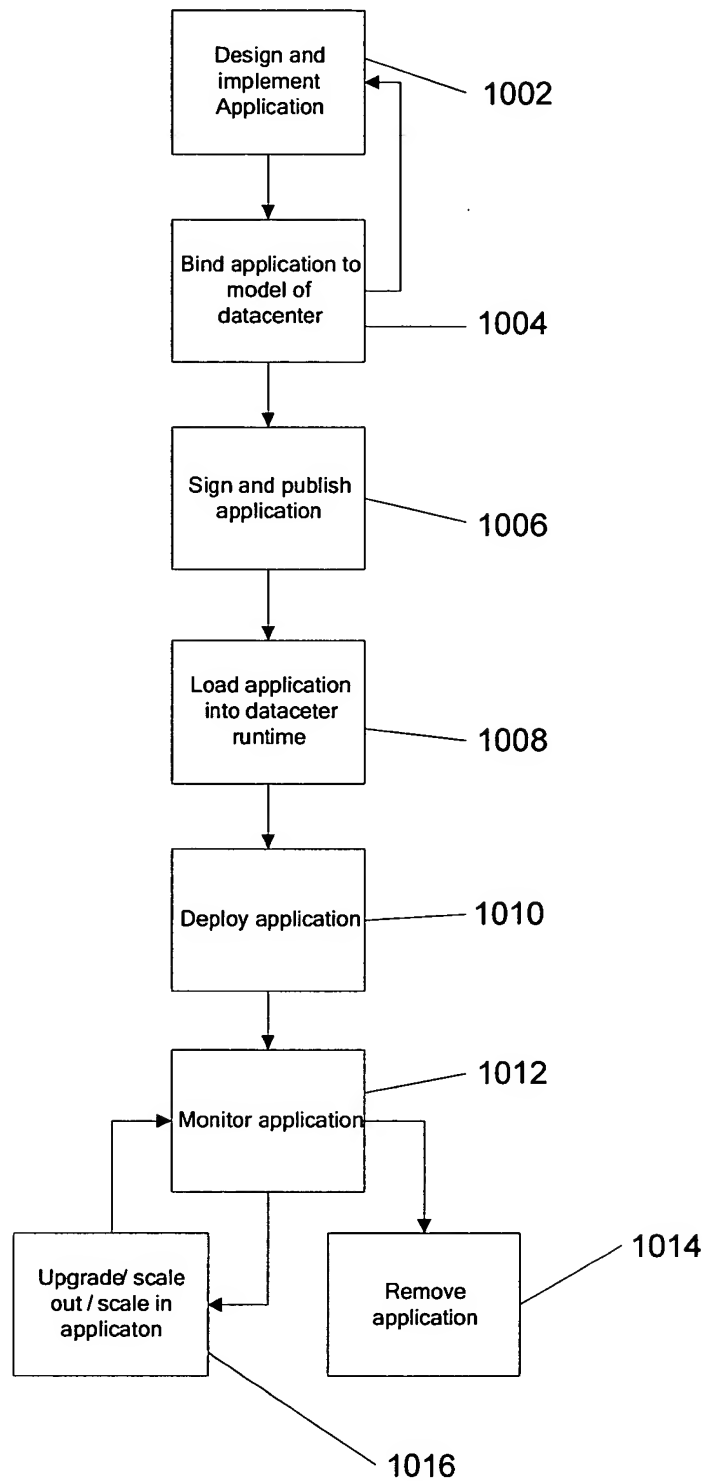 Design and
implement
Application
1002
Bind application to
model of
datacenter
1004
Sign and publish
application
1006
Load application
into dataceter
runtime
1008
Deploy application
1010
Monitor application
1012
Upgrade/ scale
out / scale in
applicaton
1016
Remove
application
1014